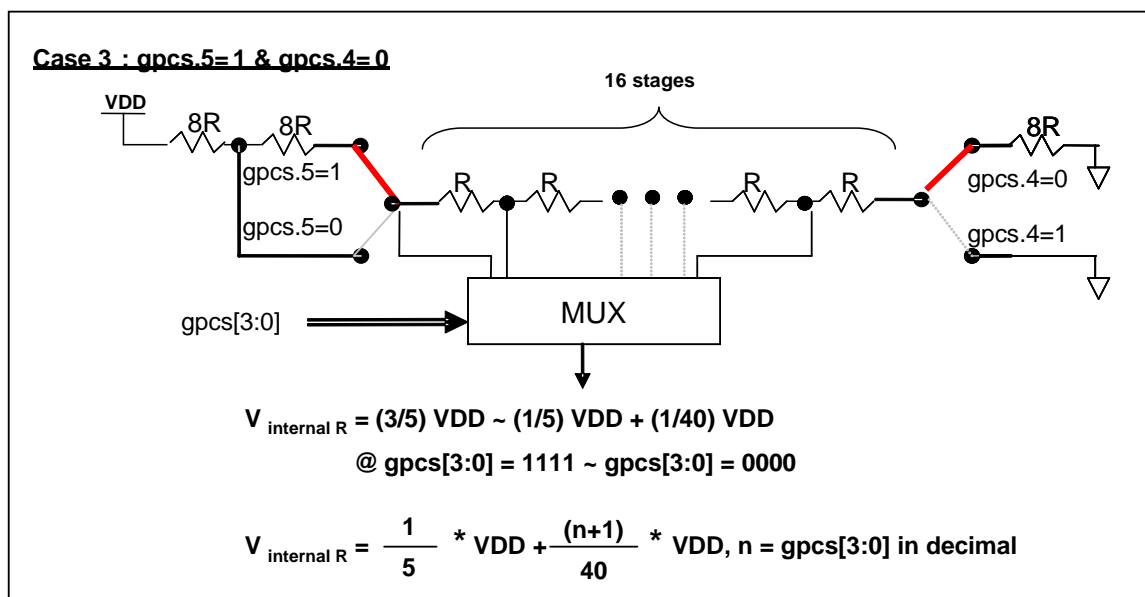 Case 3 : gpcs.5=1 & gpcs.4=0
16 stages
VDD
8R
8R
8R
gpcs.5=1
R
R
R
R
gpcs.4=0
gpcs.5=0
gpcs.4=1
gpcs[3:0]
MUX
V internal R = (3/5) VDD ~ (1/5) VDD + (1/40) VDD
@ gpcs[3:0] = 1111 ~ gpcs[3:0] = 0000
V internal R = 1/5 * VDD + (n+1)/40 * VDD, n = gpcs[3:0] in decimal